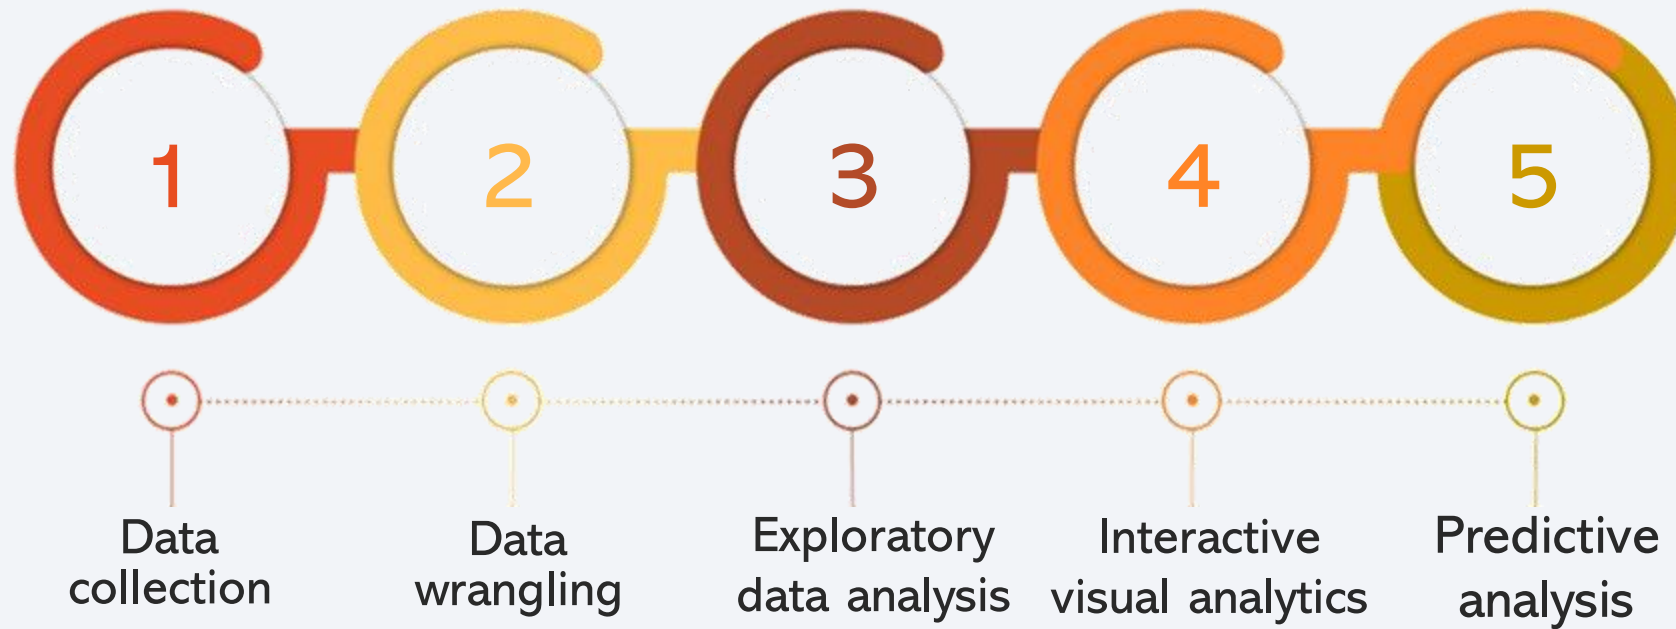 1
2
3
4
5
Data
collection
Data
wrangling
Exploratory
data analysis
Interactive
visual analytics
Predictive
analysis